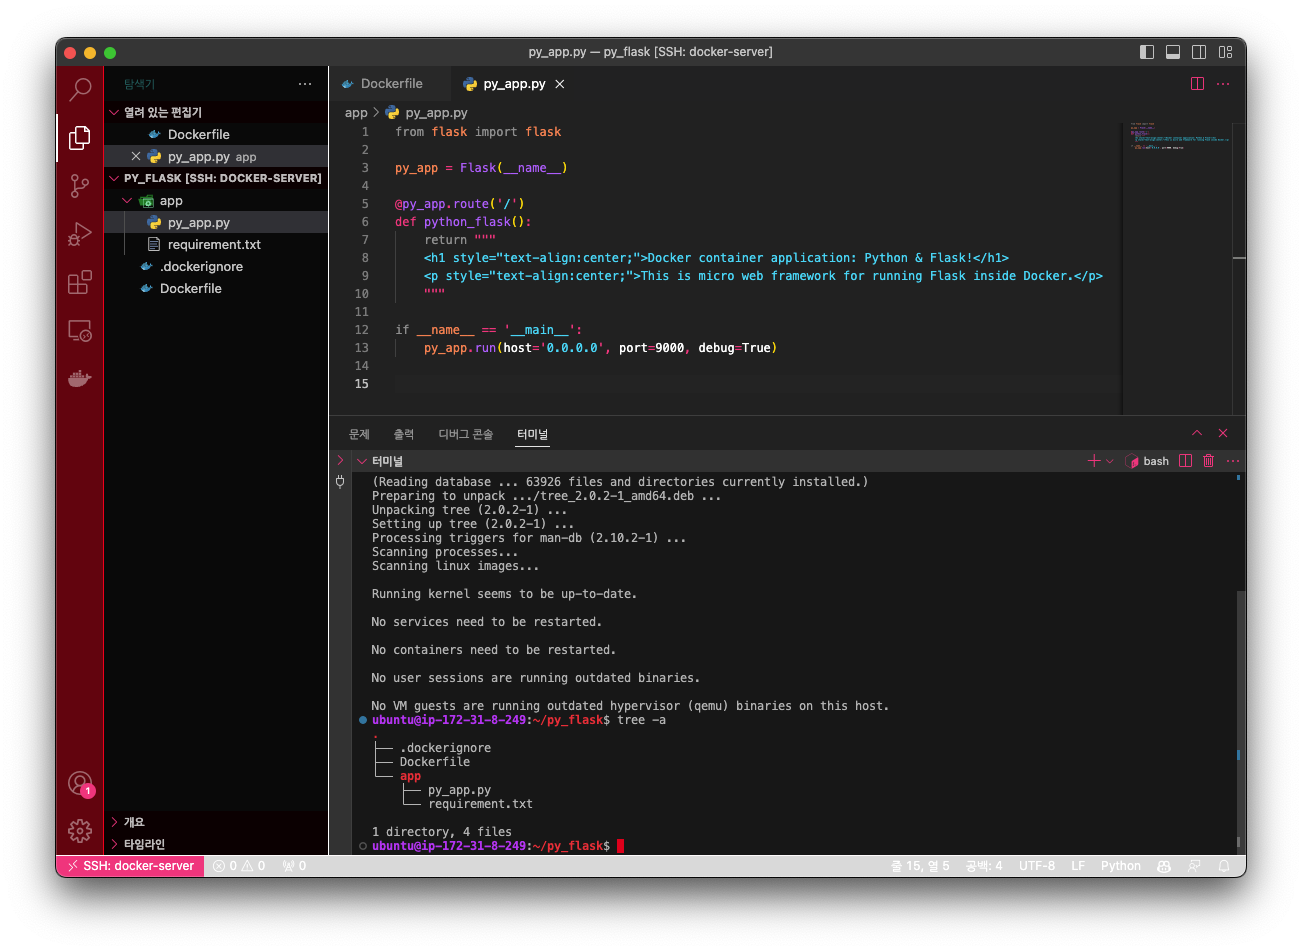 py_app.py — py_flask [SSH: docker-server]
탐색기
열려 있는 편집기
Dockerfile
py_app.py app
PY_FLASK [SSH: DOCKER-SERVER]
app
py_app.py
requirement.txt
.dockerignore
Dockerfile
개요
타임라인
1
Dockerfile
py_app.py
app > py_app.py
1 from flask import flask
2
3 py_app = Flask(__name__)
4
5 @py_app.route('/')
6 def python_flask():
7 return """
8 <h1 style="text-align:center;">Docker container application: Python & Flask!</h1>
9 <p style="text-align:center;">This is micro web framework for running Flask inside Docker.</p>
10 """
11
12 if __name__ == '__main__':
13 py_app.run(host='0.0.0.0', port=9000, debug=True)
14
15
문제 출력 디버그 콘솔 터미널
터미널
bash
(Reading database ... 63926 files and directories currently installed.)
Preparing to unpack .../tree_2.0.2-1_amd64.deb ...
Unpacking tree (2.0.2-1) ...
Setting up tree (2.0.2-1) ...
Processing triggers for man-db (2.10.2-1) ...
Scanning processes...
Scanning linux images...
Running kernel seems to be up-to-date.
No services need to be restarted.
No containers need to be restarted.
No user sessions are running outdated binaries.
No VM guests are running outdated hypervisor (qemu) binaries on this host.
ubuntu@ip-172-31-8-249:~/py_flask$ tree -a
.
├── .dockerignore
├── Dockerfile
└── app
├── py_app.py
└── requirement.txt
1 directory, 4 files
ubuntu@ip-172-31-8-249:~/py_flask$
SSH: docker-server 0 0 0 줄 15, 열 5 공백: 4 UTF-8 LF Python